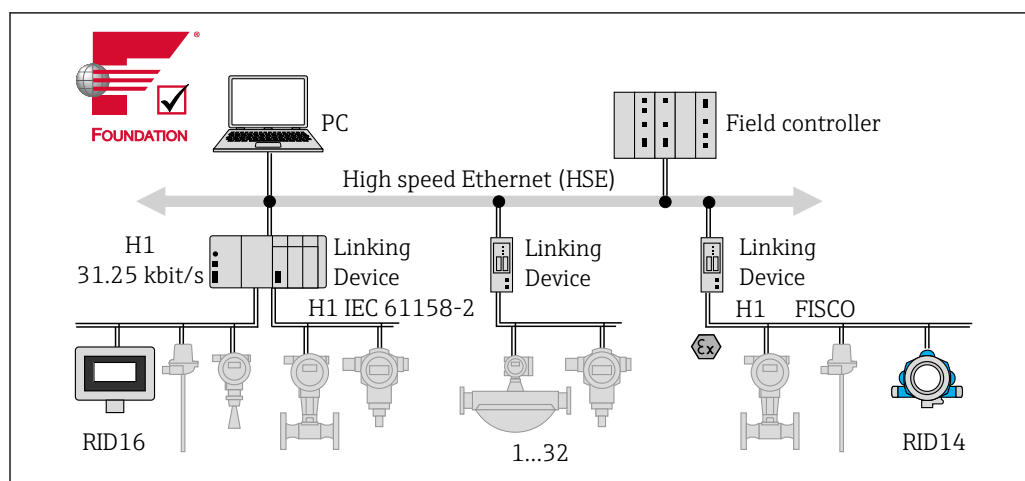 ®
FOUNDATION
PC
Field controller
High speed Ethernet (HSE)
H1
31.25 kbit/s
Linking
Device
Linking
Device
Linking
Device
H1 IEC 61158-2
H1 FISCO
εx
RID16
1...32
RID14